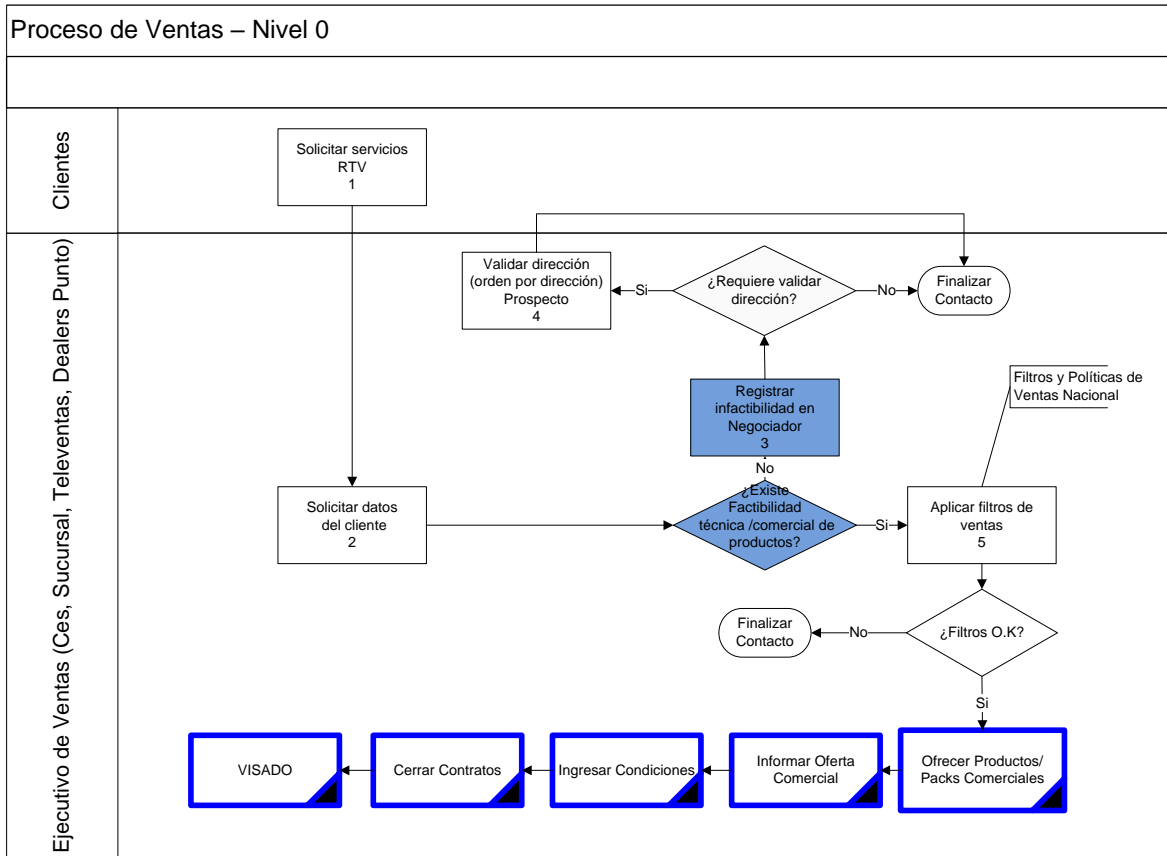 Proceso de Ventas – Nivel 0
Clientes
Solicitar servicios
RTV
1
Ejecutivo de Ventas (Ces, Sucursal, Televentas, Dealers Punto)
Validar dirección
(orden por dirección)
Prospecto
4
Si
¿Requiere validar
dirección?
No
Finalizar
Contacto
Registrar
infactibilidad en
Negociador
3
Filtros y Políticas de
Ventas Nacional
No
Solicitar datos
del cliente
2
¿Existe
Factibilidad
técnica /comercial de
productos?
Si
Aplicar filtros de
ventas
5
Finalizar
Contacto
No
¿Filtros O.K?
Si
VISADO
Cerrar Contratos
Ingresar Condiciones
Informar Oferta
Comercial
Ofrecer Productos/
Packs Comerciales